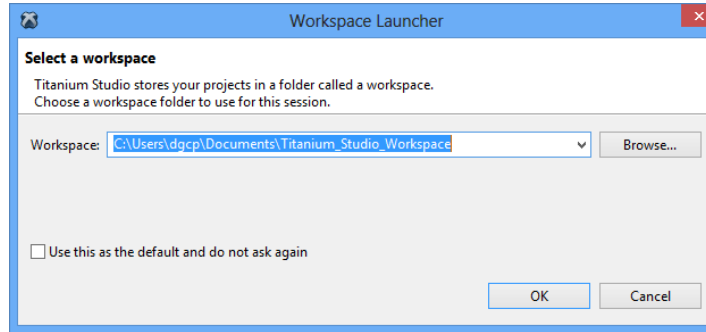 Workspace Launcher
Select a workspace
Titanium Studio stores your projects in a folder called a workspace.
Choose a workspace folder to use for this session.
Workspace: C:\Users\dgcp\Documents\Titanium_Studio_Workspace Browse...
Use this as the default and do not ask again
OK Cancel